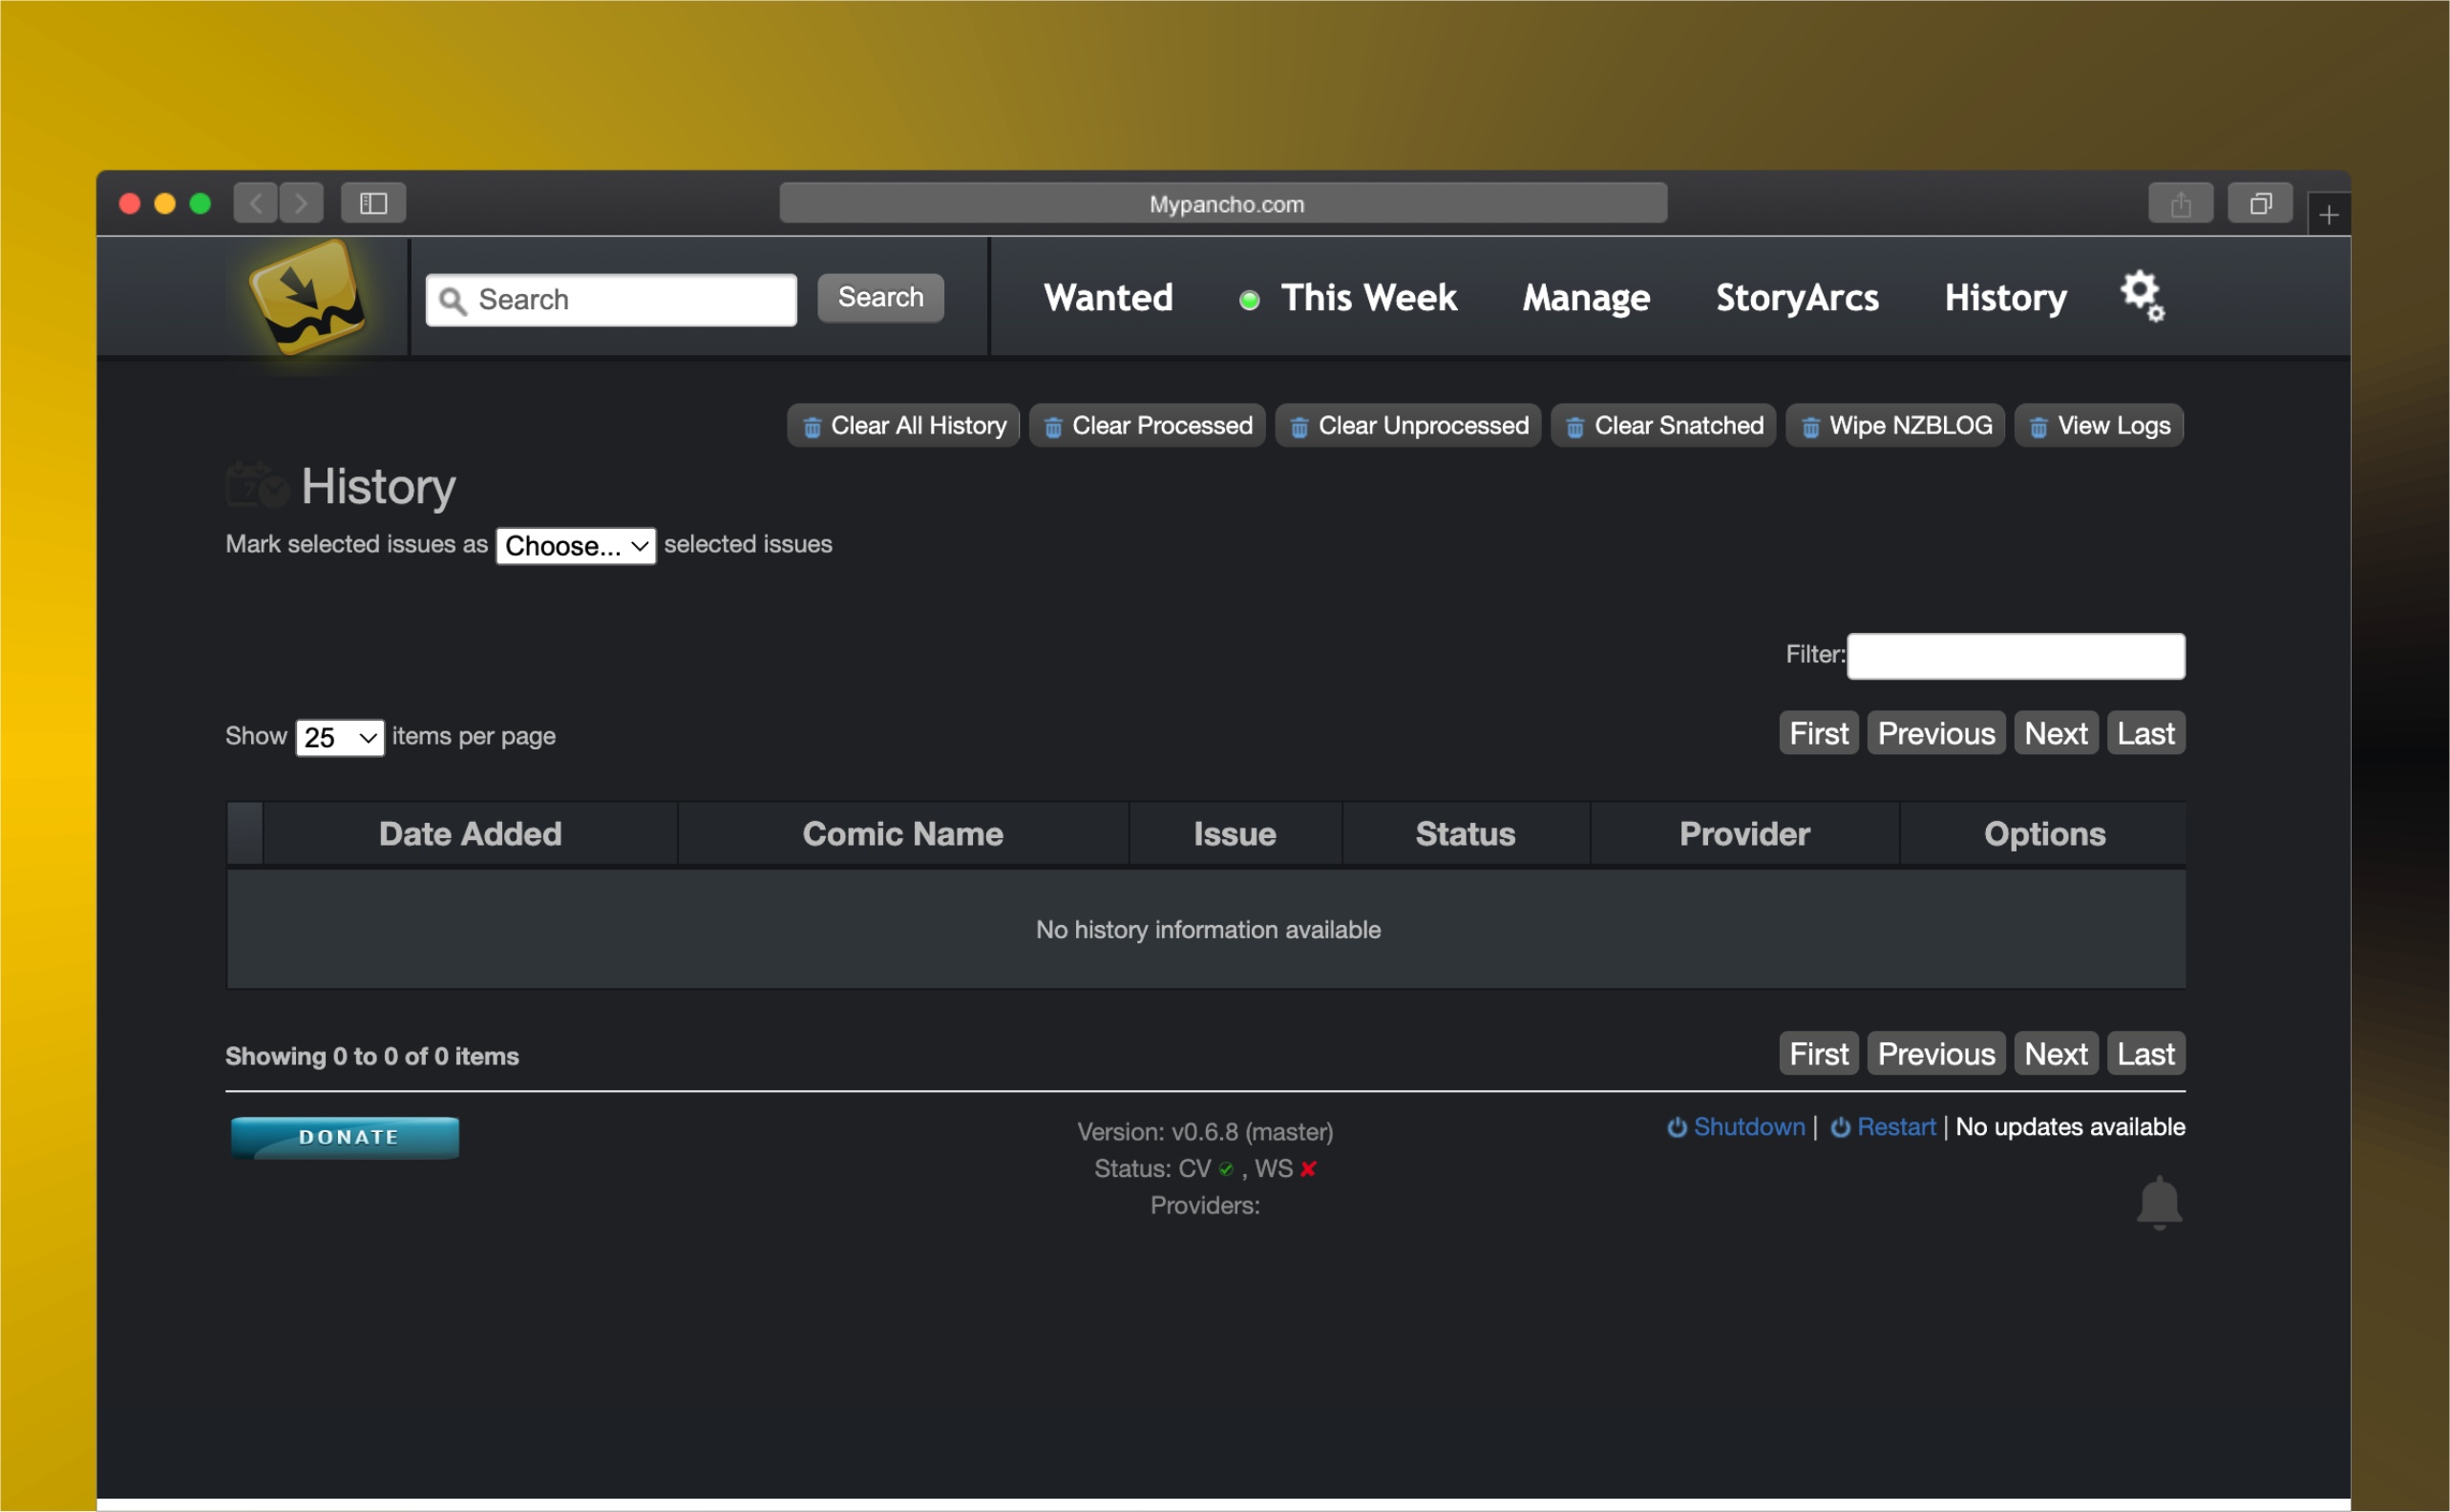 Mypancho.com
Search Search Wanted This Week Manage StoryArcs History
Clear All History Clear Processed Clear Unprocessed Clear Snatched Wipe NZBLOG View Logs
7 History
Mark selected issues as Choose... selected issues
Filter:
Show 25 items per page First Previous Next Last
Date Added Comic Name Issue Status Provider Options
No history information available
Showing 0 to 0 of 0 items First Previous Next Last
DONATE Version: v0.6.8 (master) Shutdown | Restart | No updates available
Status: CV , WS
Providers: